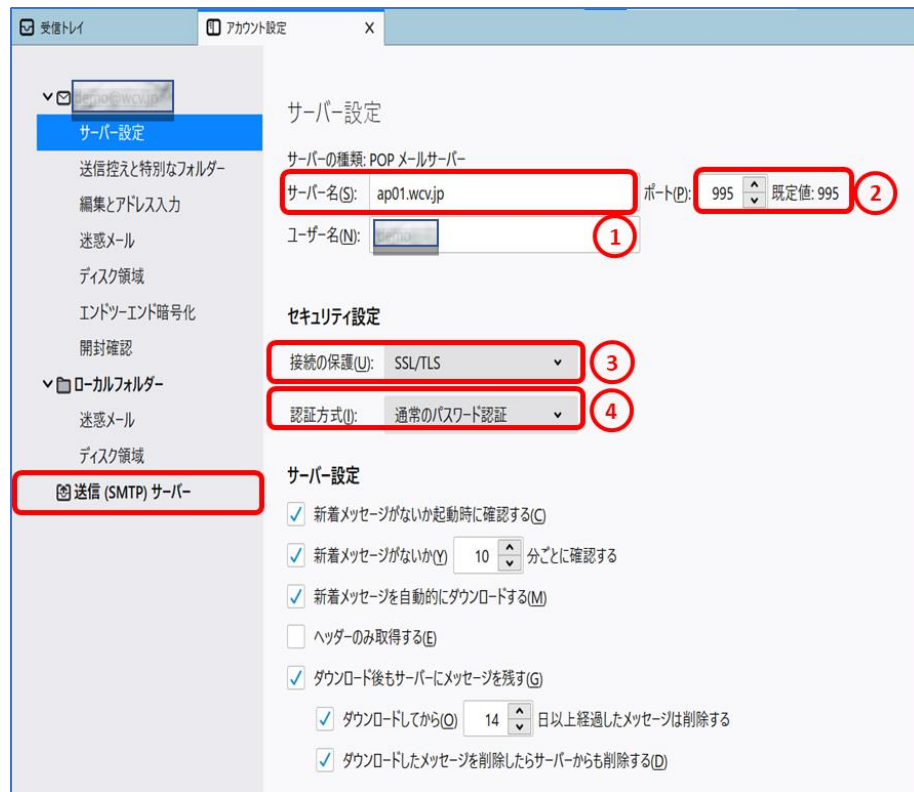 受信トレイ
アカウント設定 X
サーバー設定
送信控えと特別なフォルダー
編集とアドレス入力
迷惑メール
ディスク領域
エンドツーエンド暗号化
開封確認
ローカルフォルダー
迷惑メール
ディスク領域
送信 (SMTP) サーバー
サーバー設定
サーバーの種類: POP メールサーバー
サーバー名(S): ap01.wcv.jp ポート(P): 995 既定値: 995 ②
ユーザー名(N): ①
セキュリティ設定
接続の保護(U): SSL/TLS ③
認証方式(I): 通常のパスワード認証 ④
サーバー設定
新着メッセージがないか起動時に確認する(C)
新着メッセージがないか(Y) 10 分ごとに確認する
新着メッセージを自動的にダウンロードする(M)
ヘッダーのみ取得する(E)
ダウンロード後もサーバーにメッセージを残す(G)
ダウンロードしてから(O) 14 日以上経過したメッセージは削除する
ダウンロードしたメッセージを削除したらサーバーからも削除する(D)